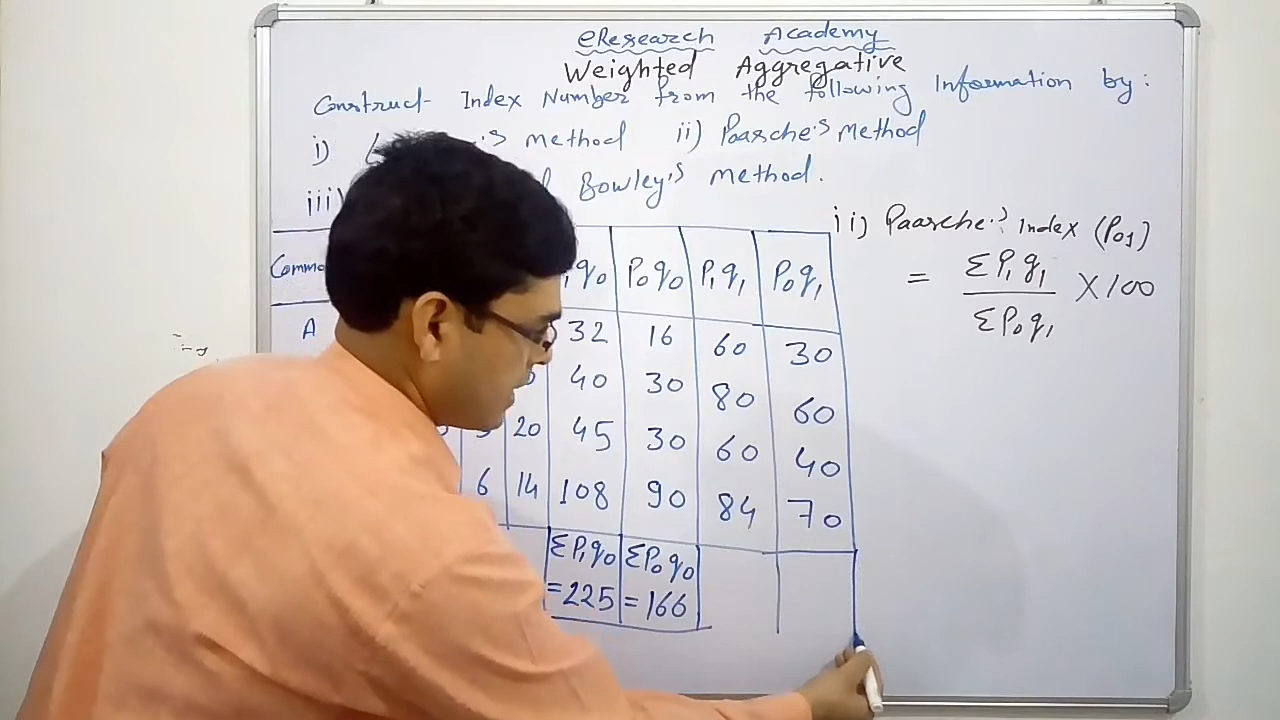 eResearch Academy
Weighted Aggregative
Construct Index Number from the following Information by:
i) 's method ii) Paasche's Method
iii) Bowley's method.
ii) Paasche's Index (P01)
= ΣP1q1 / ΣP0q1 × 100
Commo P1q0 P0q0 P1q1 P0q1
A 32 16 60 30
40 30 80 60
20 45 30 60 40
6 14 108 90 84 70
ΣP1q0 ΣP0q0
=225 =166